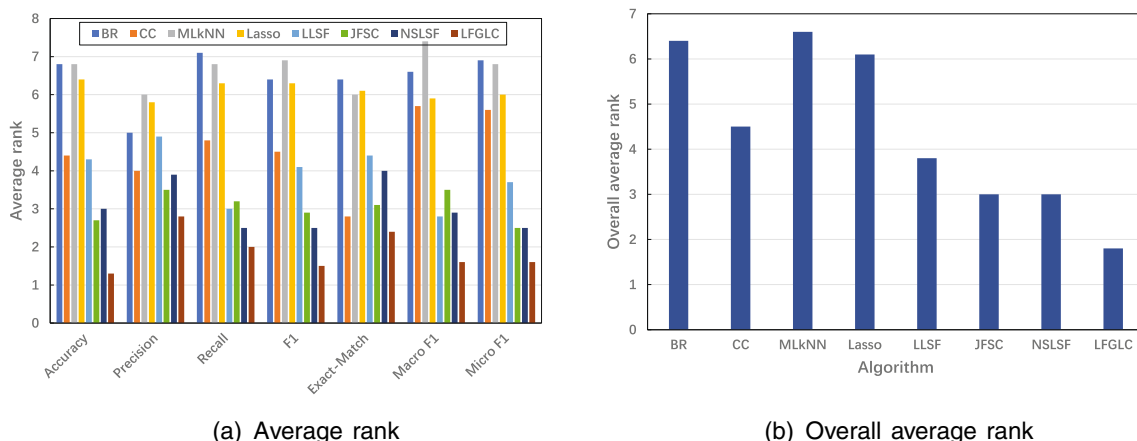 BR CC MLkNN Lasso LLSF JFSC NSLSF LFGLC
8
7
6
5
4
3
2
1
0
Average rank
Accuracy Precision Recall F1 Exact-Match Macro F1 Micro F1
(a) Average rank
7
6
5
4
3
2
1
0
Overall average rank
BR CC MLkNN Lasso LLSF JFSC NSLSF LFGLC
Algorithm
(b) Overall average rank